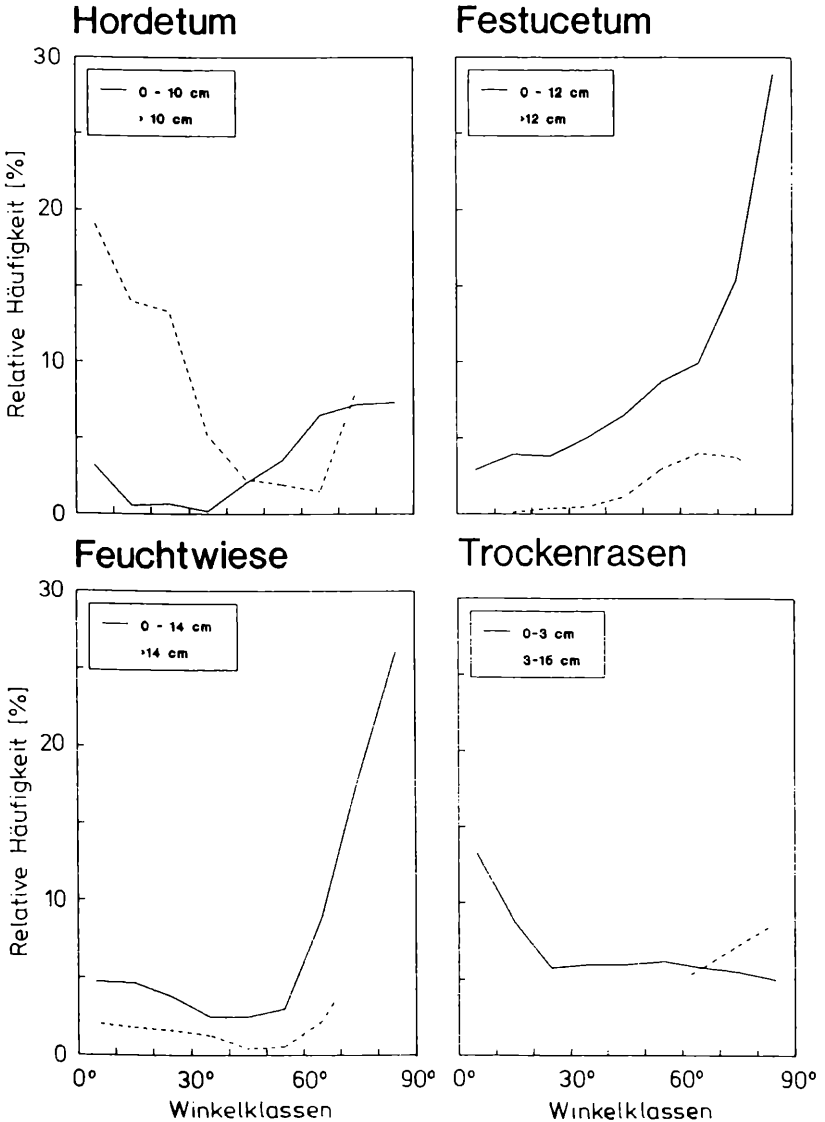 Hordetum
Festucetum
30
20
10
0
Relative Häufigkeit [%]
0 - 10 cm
> 10 cm
0 - 12 cm
>12 cm
Feuchtwiese
Trockenrasen
30
20
10
0
Relative Häufigkeit [%]
0 - 14 cm
>14 cm
0-3 cm
3-15 cm
0° 30° 60° 90°
0° 30° 60° 90°
Winkelklassen
Winkelklassen